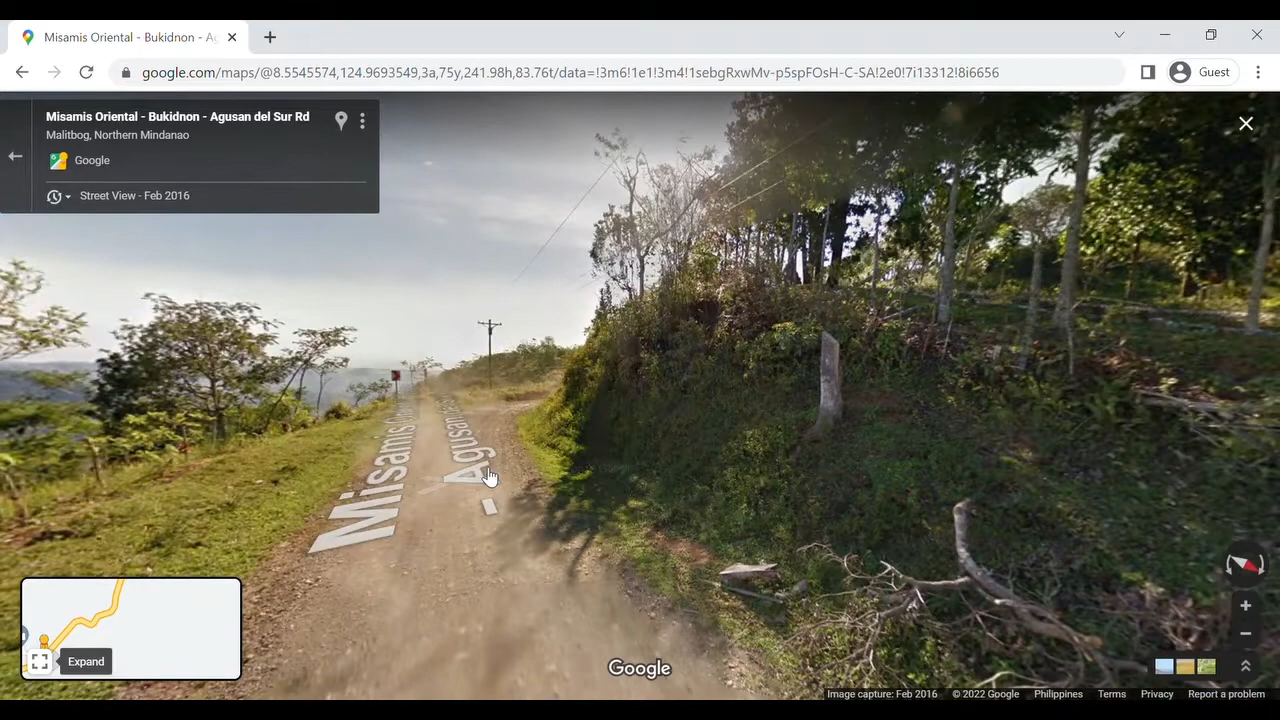 Misamis Oriental - Bukidnon - Ag
google.com/maps/@8.5545574,124.9693549,3a,75y,241.98h,83.76t/data=!3m6!1e1!3m4!1sebgRxwMv-p5spFOsH-C-SA!2e0!7i13312!8i6656
Guest
Misamis Oriental - Bukidnon - Agusan del Sur Rd
Malitbog, Northern Mindanao
Google
Street View - Feb 2016
Misamis
- Agusan
Expand
Google
Image capture: Feb 2016 © 2022 Google Philippines Terms Privacy Report a problem